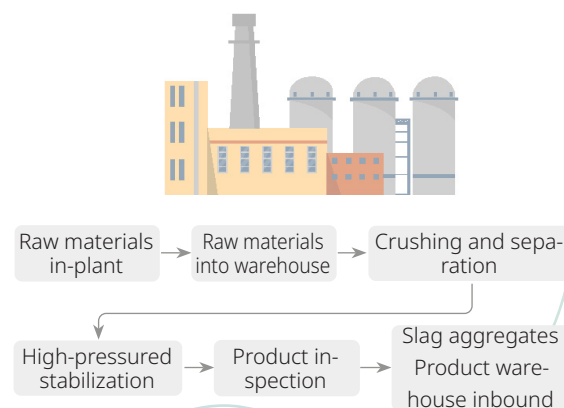 Raw materials
in-plant
Raw materials
into warehouse
Crushing and sepa-
ration
High-pressured
stabilization
Product in-
spection
Slag aggregates
Product ware-
house inbound